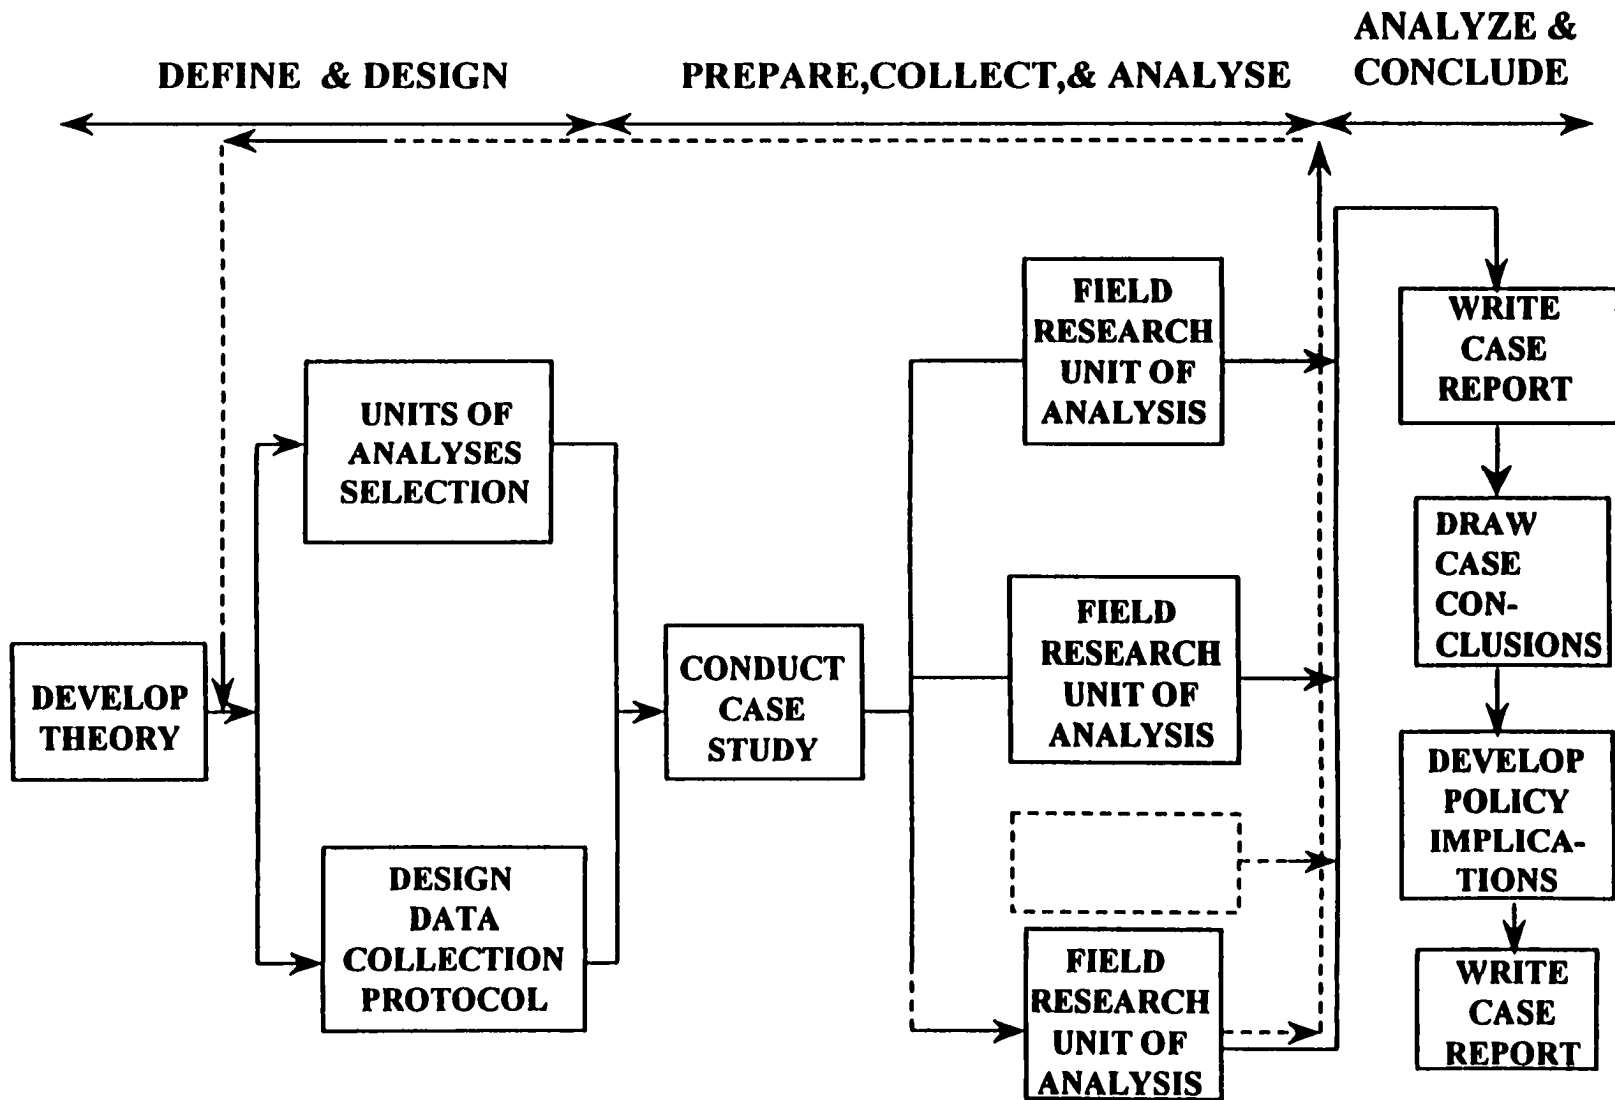 DEFINE & DESIGN
PREPARE,COLLECT,& ANALYSE
ANALYZE &
CONCLUDE
DEVELOP
THEORY
UNITS OF
ANALYSES
SELECTION
DESIGN
DATA
COLLECTION
PROTOCOL
CONDUCT
CASE
STUDY
FIELD
RESEARCH
UNIT OF
ANALYSIS
FIELD
RESEARCH
UNIT OF
ANALYSIS
FIELD
RESEARCH
UNIT OF
ANALYSIS
WRITE
CASE
REPORT
DRAW
CASE
CON-
CLUSIONS
DEVELOP
POLICY
IMPLICA-
TIONS
WRITE
CASE
REPORT